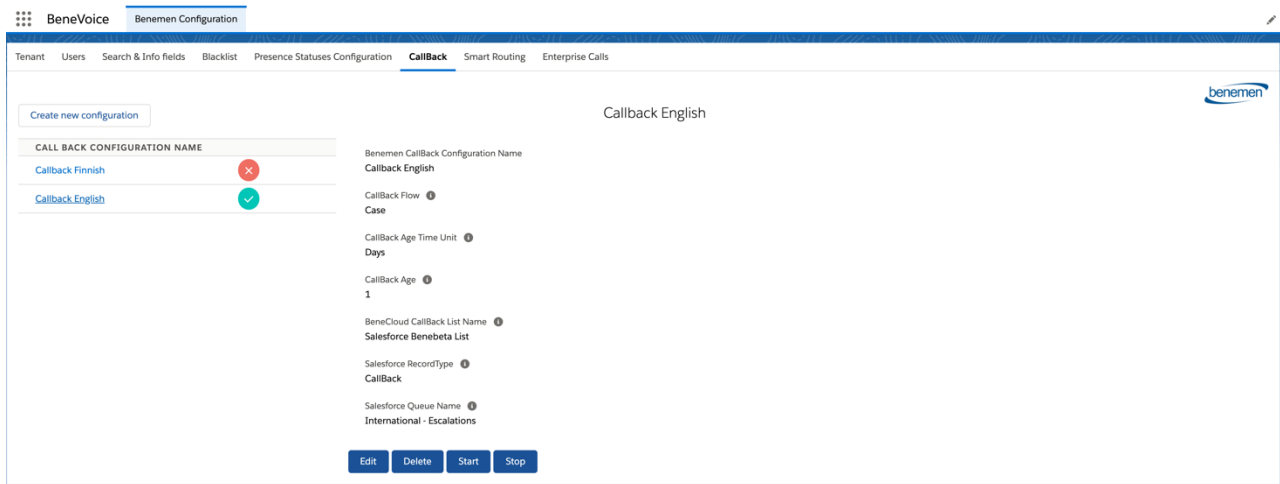 BeneVoice Benemen Configuration
Tenant Users Search & Info fields Blacklist Presence Statuses Configuration CallBack Smart Routing Enterprise Calls
benemen
Create new configuration
Callback English
CALL BACK CONFIGURATION NAME
Callback Finnish
Callback English
Benemen CallBack Configuration Name
Callback English
CallBack Flow
Case
CallBack Age Time Unit
Days
CallBack Age
1
BeneCloud CallBack List Name
Salesforce Benebeta List
Salesforce RecordType
CallBack
Salesforce Queue Name
International - Escalations
Edit Delete Start Stop